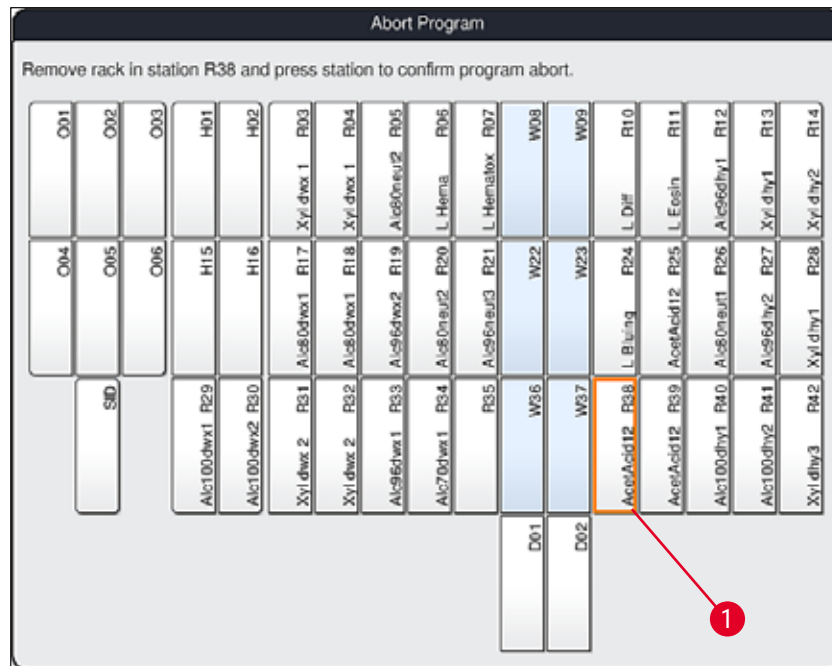 Abort Program
Remove rack in station R38 and press station to confirm program abort.
O01
O02
O03
H01
H02
Xyl dwx 1 R03
Xyl dwx 1 R04
Alc80neut2 R05
L Hema R06
L Hematox R07
W08
W09
L Diff R10
L Eosin R11
Alc96dhy1 R12
Xyl dhy1 R13
Xyl dhy2 R14
O04
O05
O06
H15
H16
Alc80dwx1 R17
Alc80dwx1 R18
Alc96dwx2 R19
Alc80neut2 R20
Alc96neut3 R21
W22
W23
L Bluing R24
AcetAcid12 R25
Alc80neut1 R26
Alc96dhy2 R27
Xyl dhy1 R28
SID
Alc100dwx1 R29
Alc100dwx2 R30
Xyl dwx 2 R31
Xyl dwx 2 R32
Alc96dwx1 R33
Alc70dwx1 R34
R35
W36
W37
AcetAcid12 R38
AcetAcid12 R39
Alc100dhy1 R40
Alc100dhy2 R41
Xyl dhy3 R42
D01
D02
1